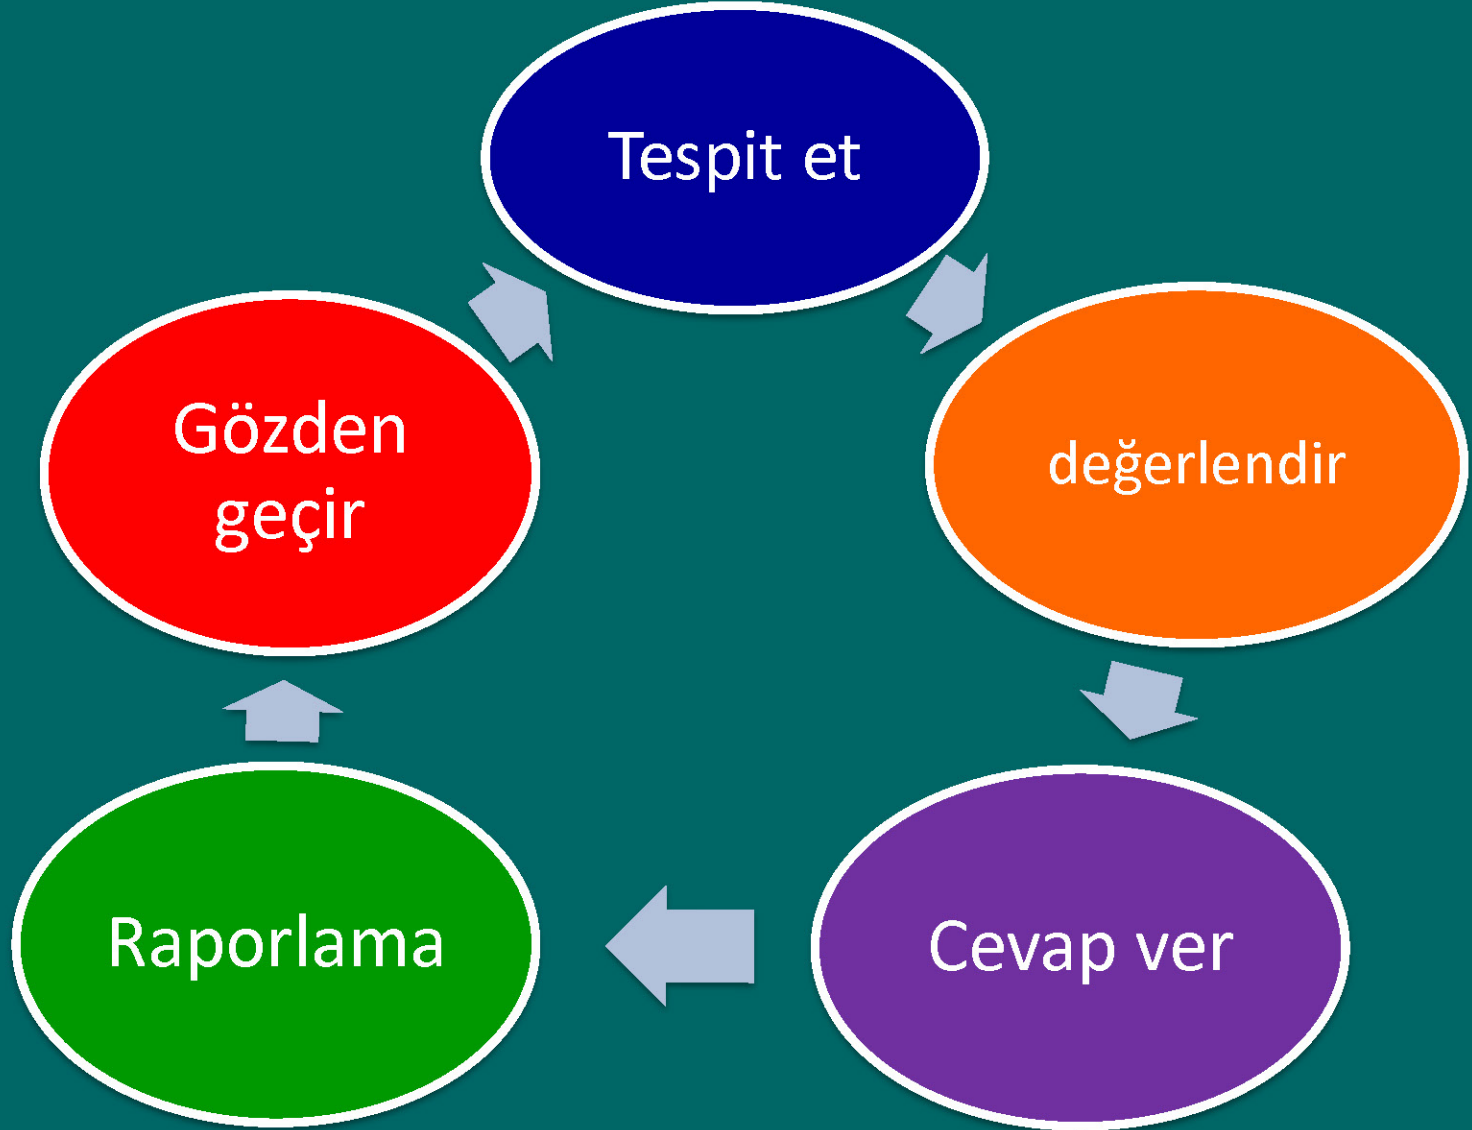 Tespit et
değerlendir
Cevap ver
Raporlama
Gözden
geçir